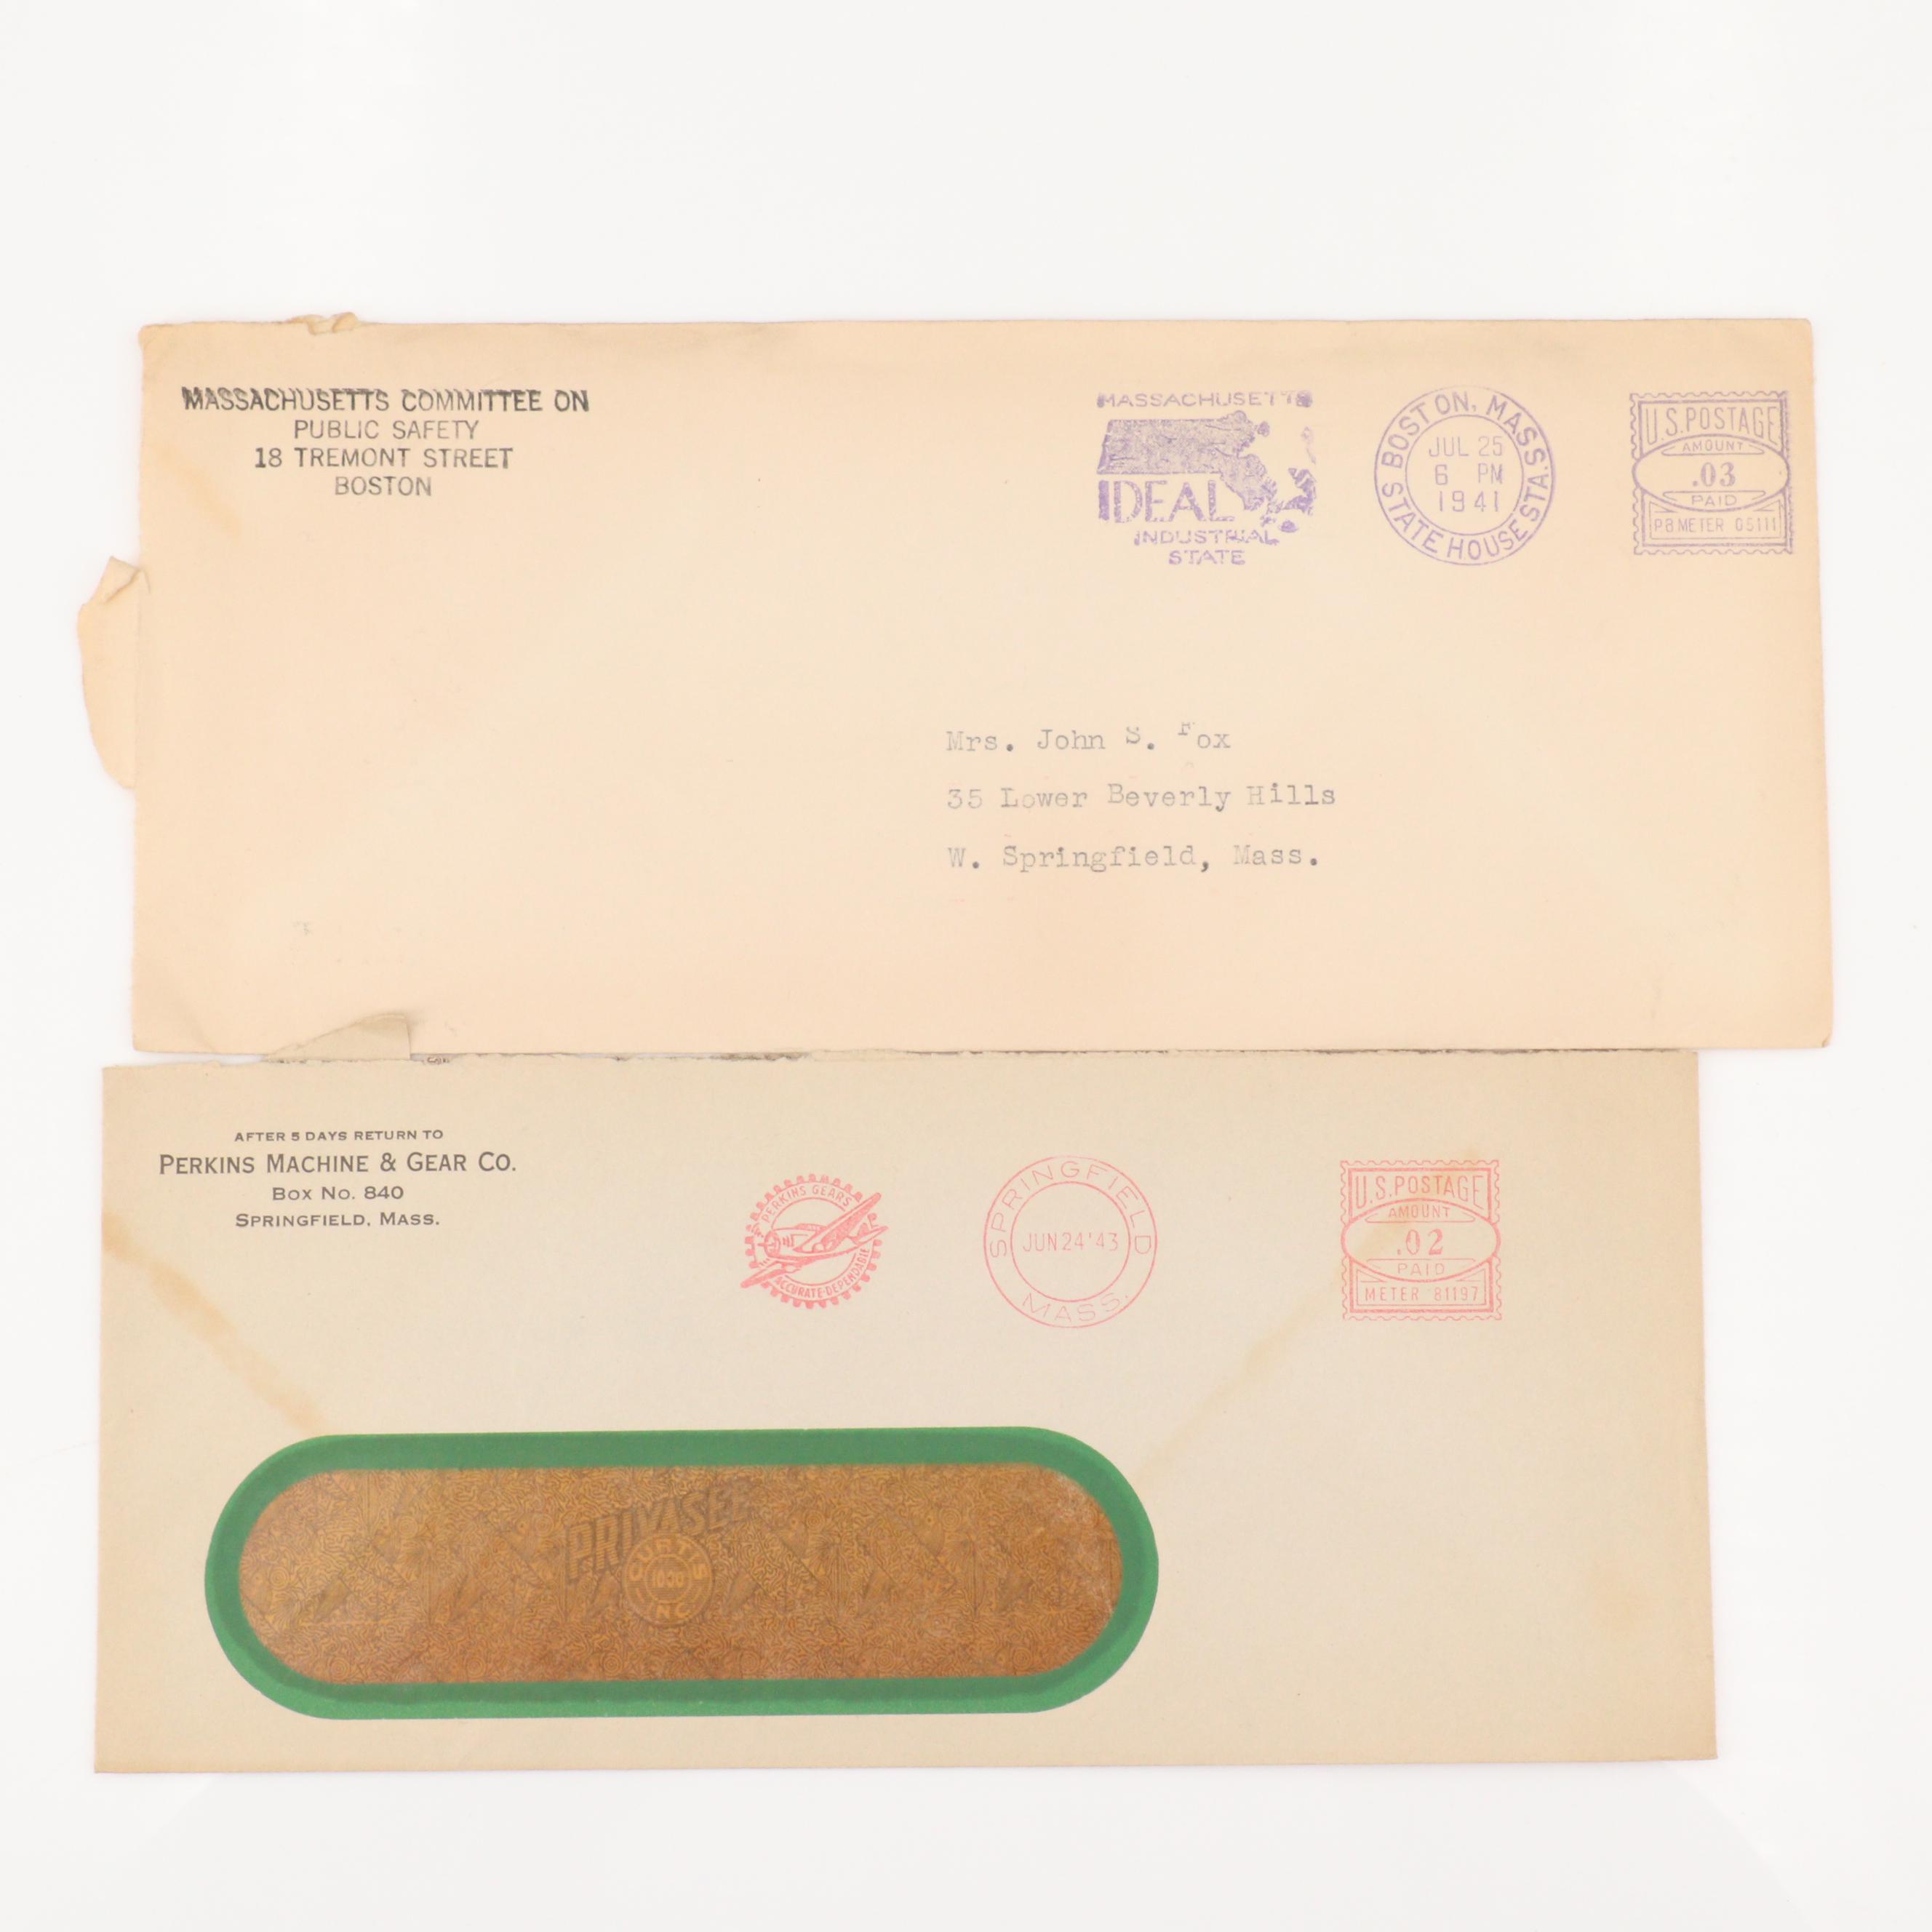 MASSACHUSETTS COMMITTEE ON
PUBLIC SAFETY
18 TREMONT STREET
BOSTON
MASSACHUSETTS
IDEAL
INDUSTRIAL
STATE
BOSTON, MASS.
JUL 25
6 PM
1941
STATE HOUSE STA.
U.S. POSTAGE
AMOUNT
.03
PAID
PB METER 05111
Mrs. John S. Fox
35 Lower Beverly Hills
W. Springfield, Mass.
AFTER 5 DAYS RETURN TO
PERKINS MACHINE & GEAR CO.
BOX NO. 840
SPRINGFIELD, MASS.
PERKINS GEARS
ACCURATE-DEPENDABLE
SPRINGFIELD
JUN 24 '43
MASS.
U.S. POSTAGE
AMOUNT
.02
PAID
METER 81197
PRIVASEE
CURTIS
1000
INC.